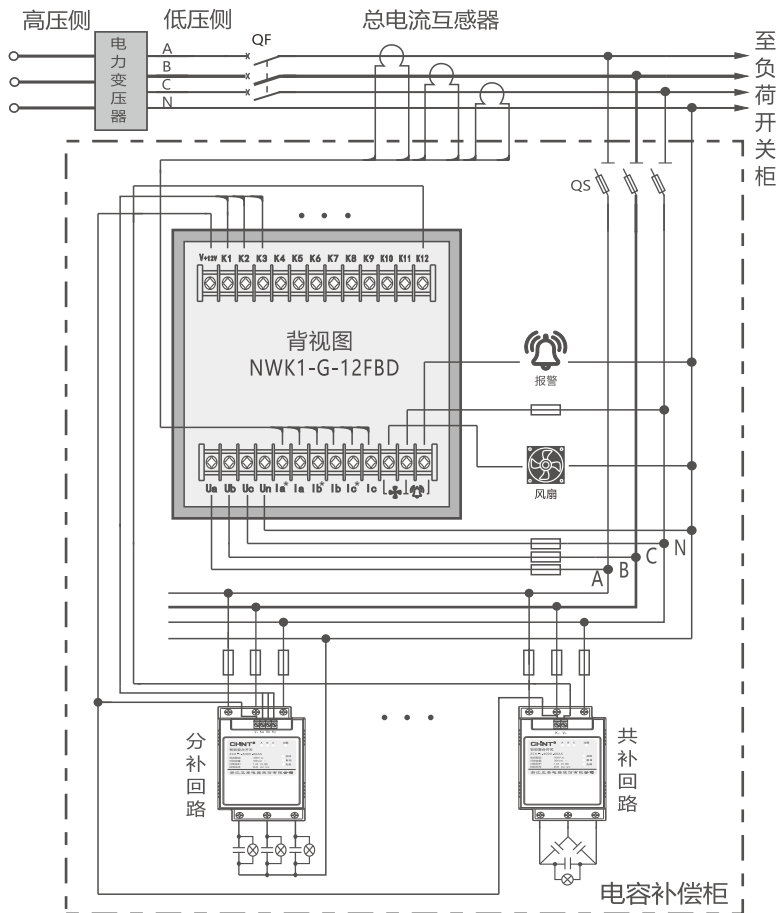 高压侧 低压侧 总电流互感器
电力变压器
A
B
C
N
QF
至负荷开关柜
QS
V+12V K1 K2 K3 K4 K5 K6 K7 K8 K9 K10 K11 K12
背视图
NWK1-G-12FBD
报警
风扇
Ua Ub Uc Un Ia* Ia Ib* Ib Ic* Ic
A B C N
分补回路
CHNT
共补回路
CHNT
电容补偿柜